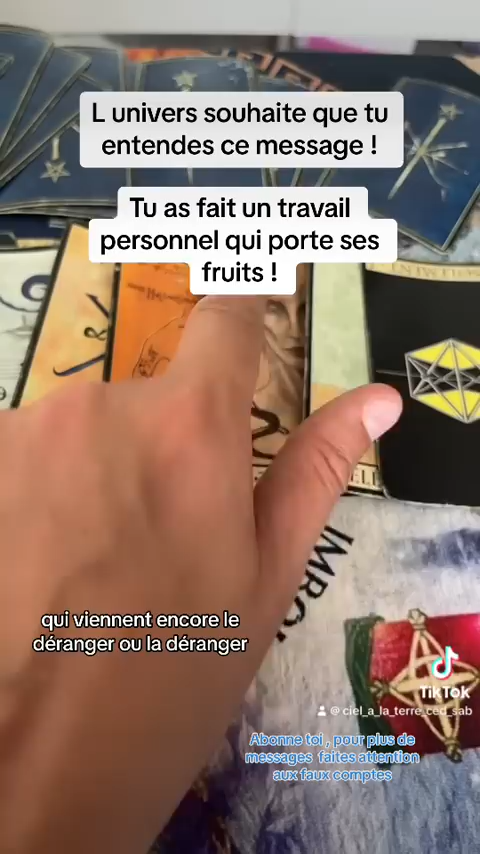 L univers souhaite que tu
entendes ce message !
Tu as fait un travail
personnel qui porte ses
fruits !
qui viennent encore le
déranger ou la déranger
TikTok
@ ciel_a_la_terre_ced_sab
Abonne toi , pour plus de
messages faites attention
aux faux comptes